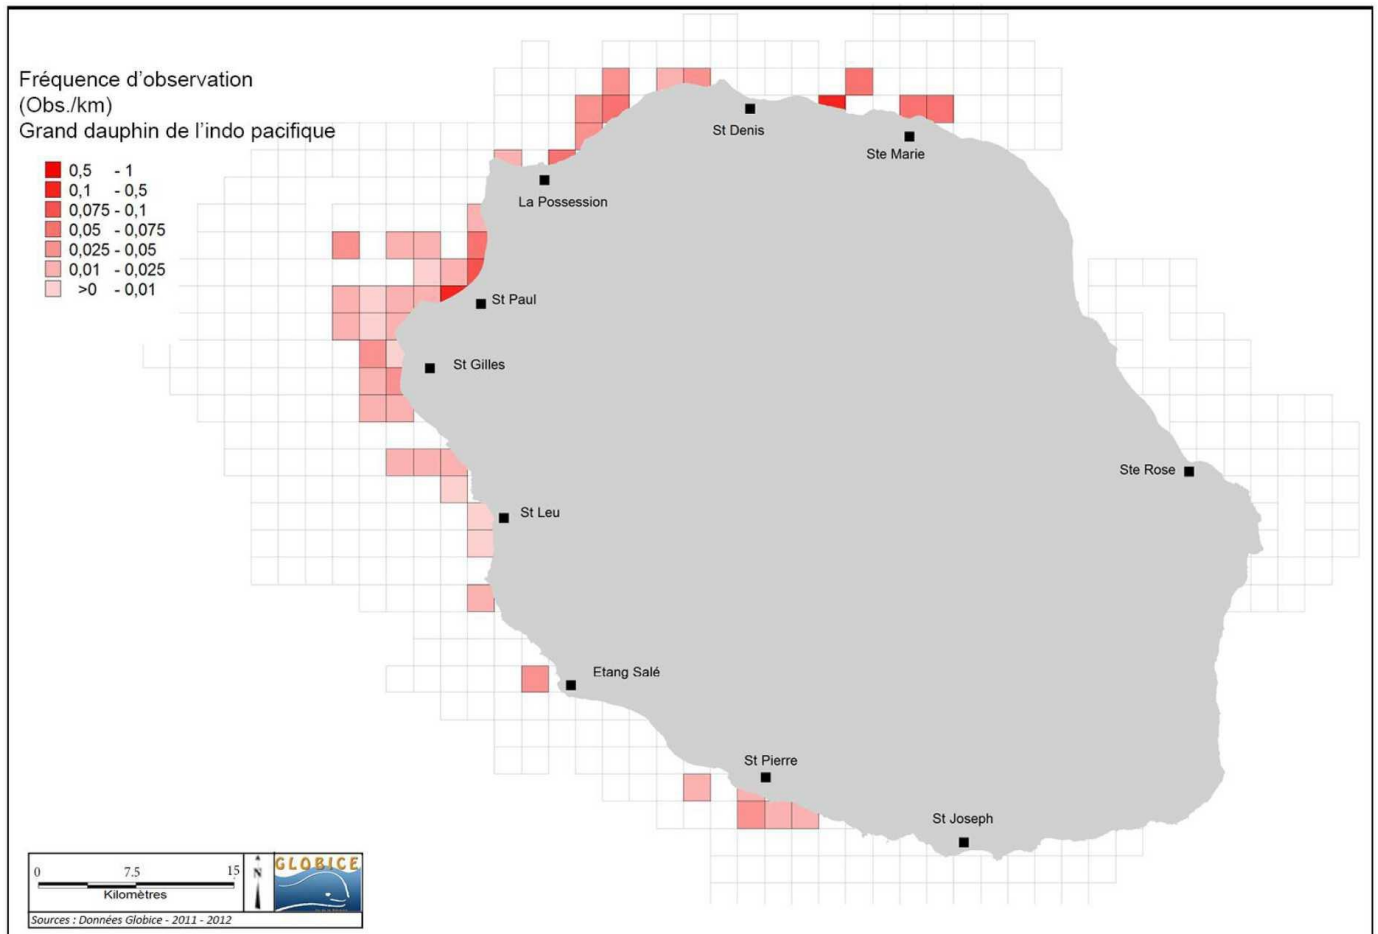 Fréquence d'observation
(Obs./km)
Grand dauphin de l'indo pacifique
0,5 - 1
0,1 - 0,5
0,075 - 0,1
0,05 - 0,075
0,025 - 0,05
0,01 - 0,025
>0 - 0,01
St Denis
Ste Marie
La Possession
St Paul
St Gilles
Ste Rose
St Leu
Etang Salé
St Pierre
St Joseph
0 7.5 15
Kilomètres
N
GLOBICE
Sources : Données Globice - 2011 - 2012